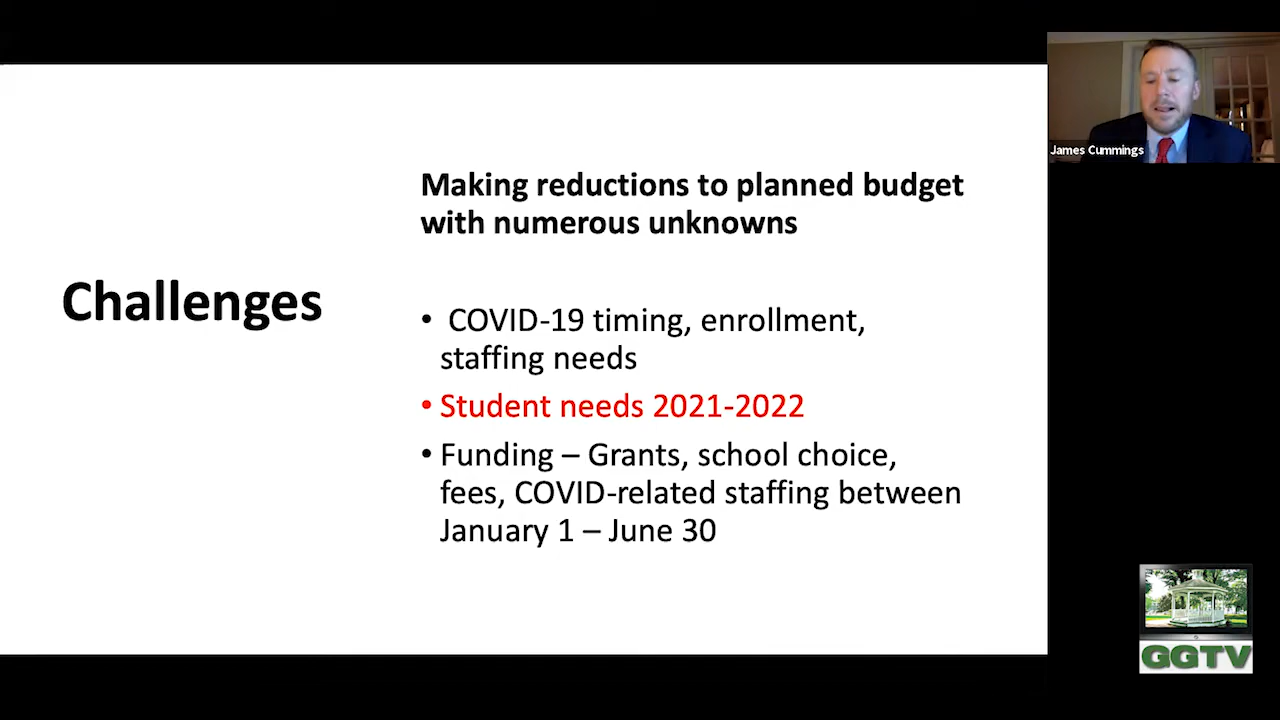 Making reductions to planned budget
with numerous unknowns
Challenges
• COVID-19 timing, enrollment,
staffing needs
• Student needs 2021-2022
• Funding – Grants, school choice,
fees, COVID-related staffing between
January 1 – June 30
James Cummings
GGTV